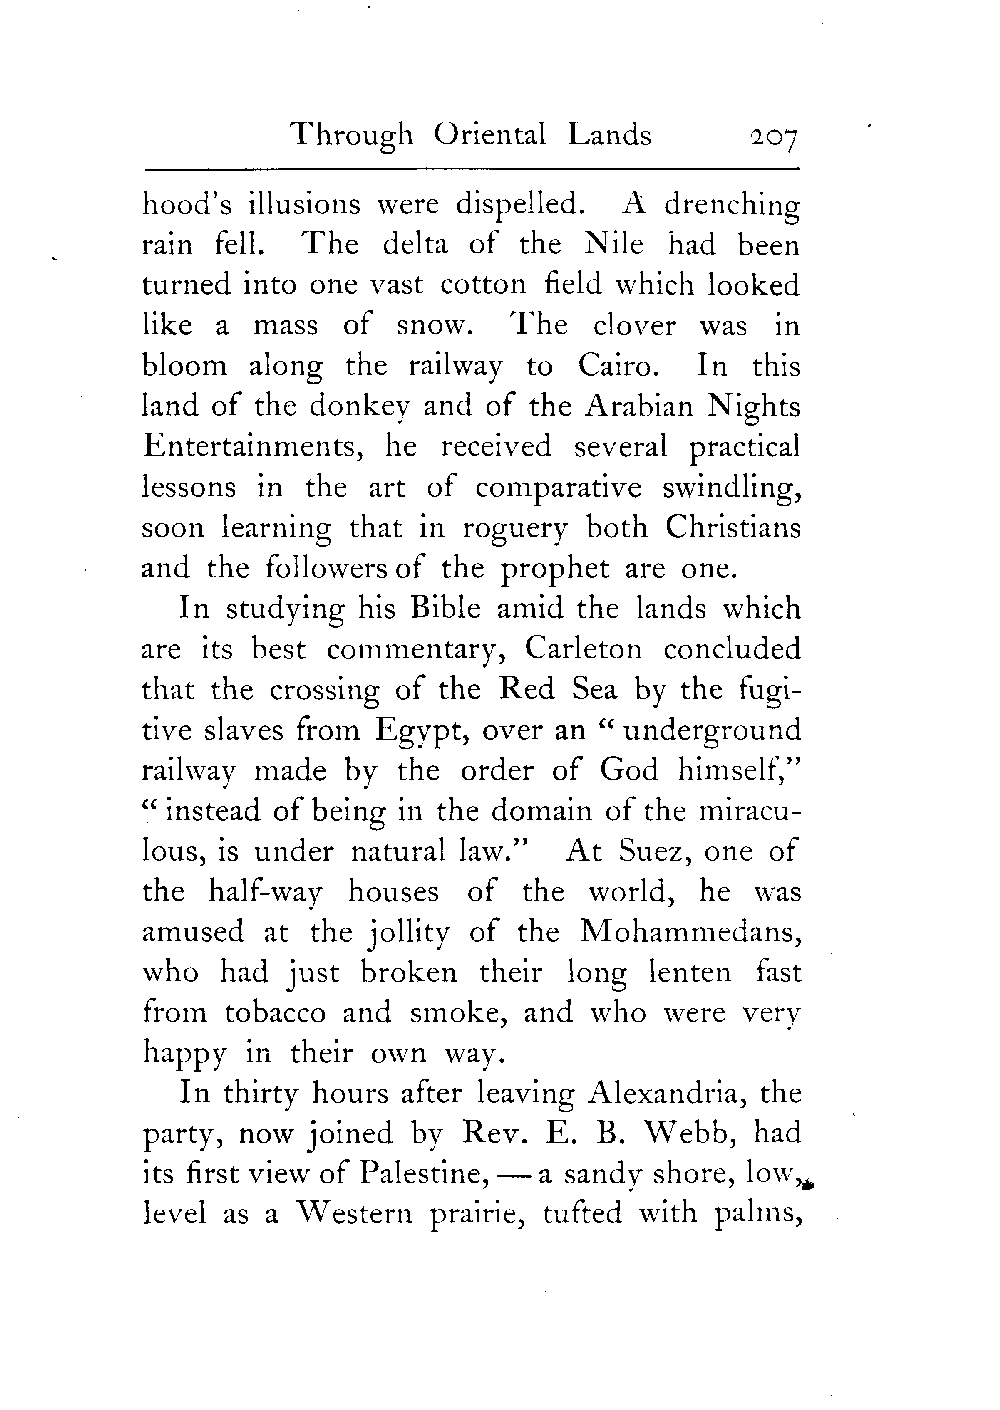 Through Oriental Lands 207
hood's illusions were dispelled. A drenching
rain fell. The delta of the Nile had been
turned into one vast cotton field which looked
like a mass of snow. The clover was in
bloom along the railway to Cairo. In this
land of the donkey and of the Arabian Nights
Entertainments, he received several practical
lessons in the art of comparative swindling,
soon learning that in roguery both Christians
and the followers of the prophet are one.
In studying his Bible amid the lands which
are its best commentary, Carleton concluded
that the crossing of the Red Sea by the fugi-
tive slaves from Egypt, over an “ underground
railway made by the order of God himself,”
“ instead of being in the domain of the miracu-
lous, is under natural law.” At Suez, one of
the half-way houses of the world, he was
amused at the jollity of the Mohammedans,
who had just broken their long lenten fast
from tobacco and smoke, and who were very
happy in their own way.
In thirty hours after leaving Alexandria, the
party, now joined by Rev. E. B. Webb, had
its first view of Palestine, — a sandy shore, low,
level as a Western prairie, tufted with palms,